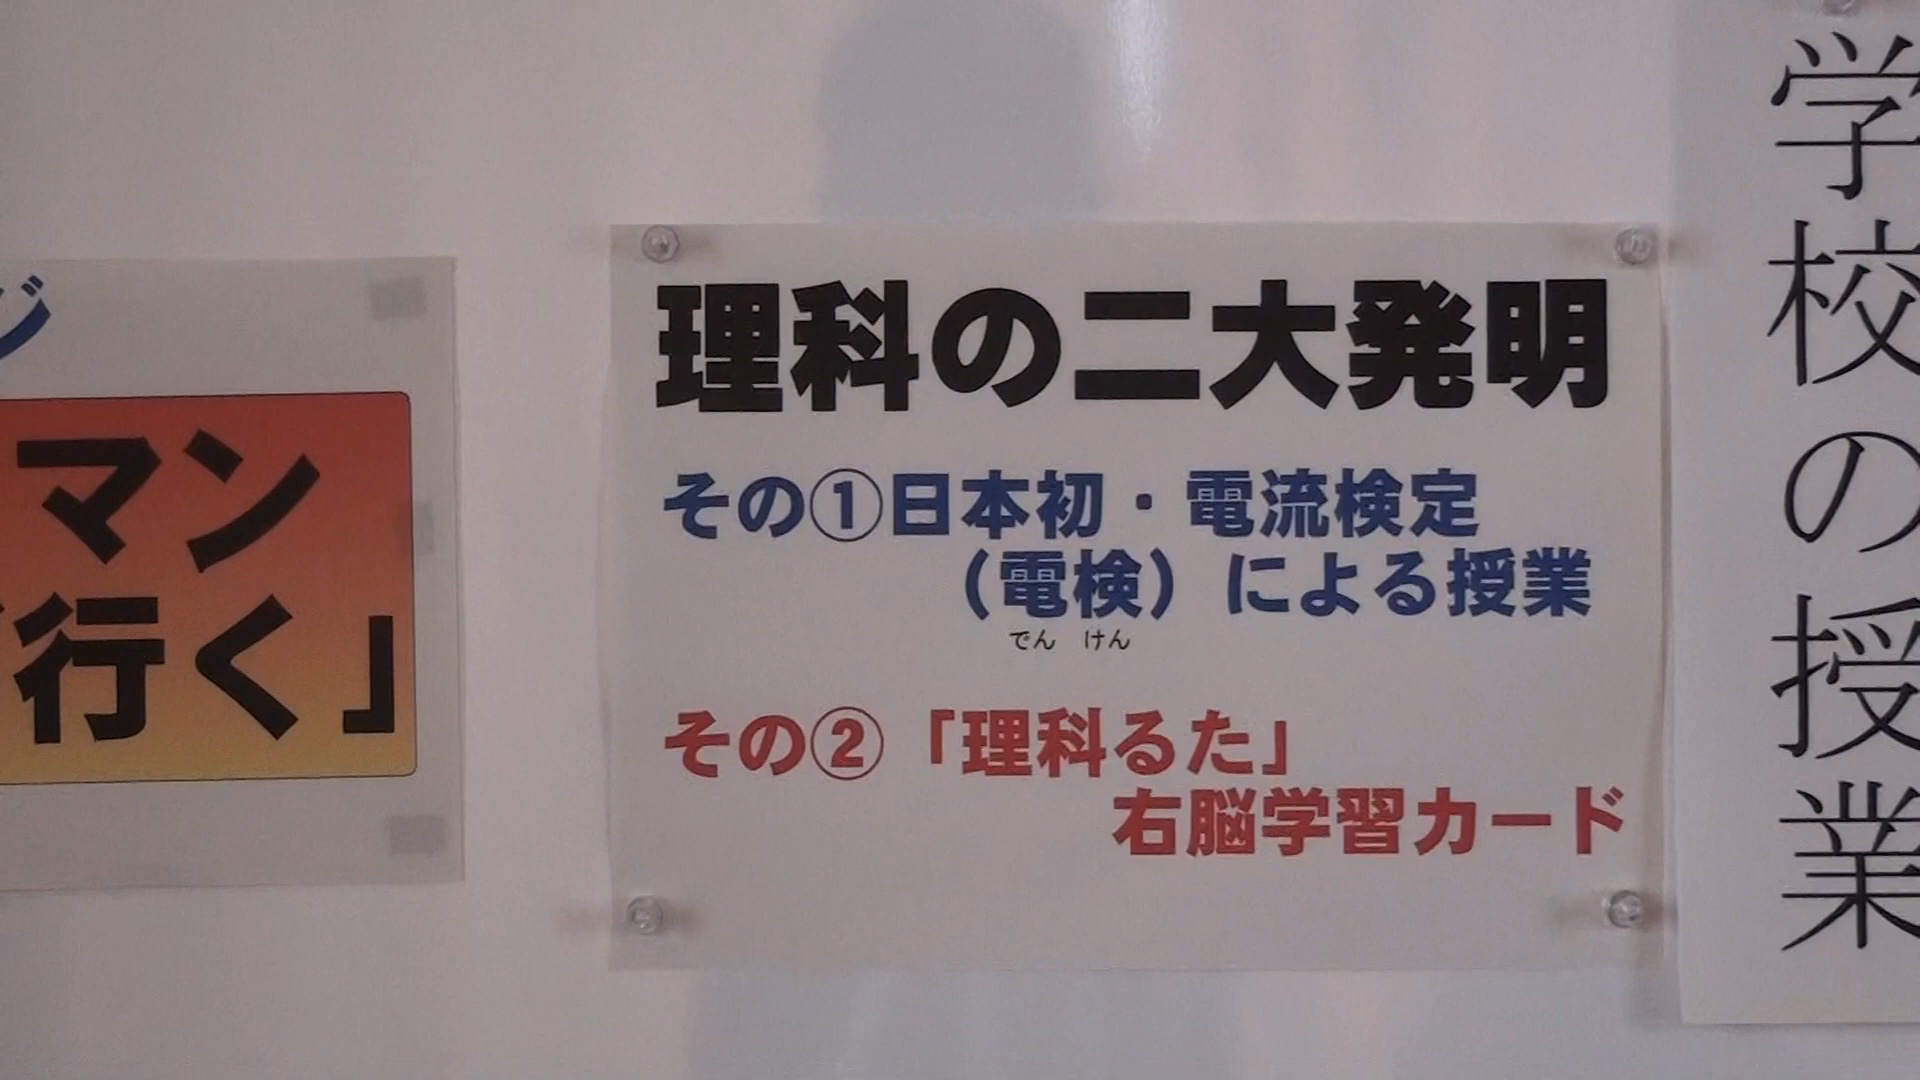 ジ
マン
行く」
理科の二大発明
その①日本初・電流検定
(電検)による授業
でん けん
その②「理科るた」
右脳学習カード
学校の授業